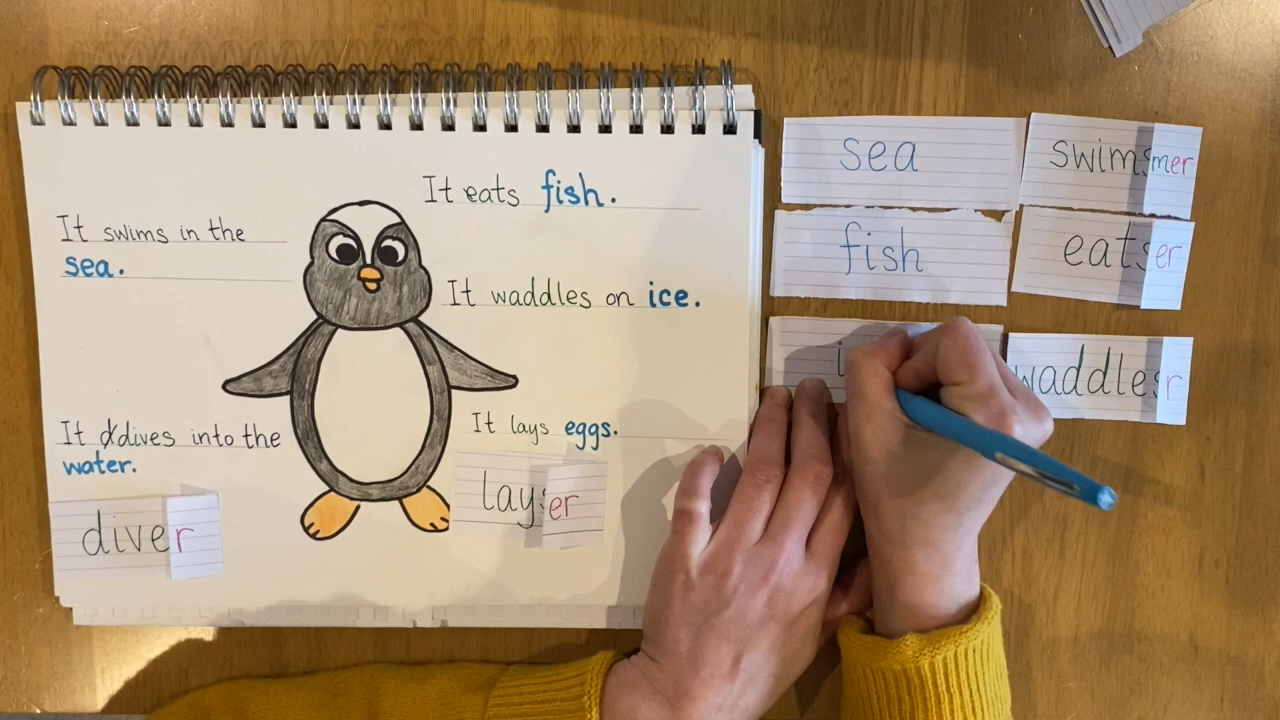 It swims in the
sea.
It eats fish.
It waddles on ice.
It dives into the
water.
It lays eggs.
diver
layser
sea
swimsmer
fish
eatser
i
waddlesr